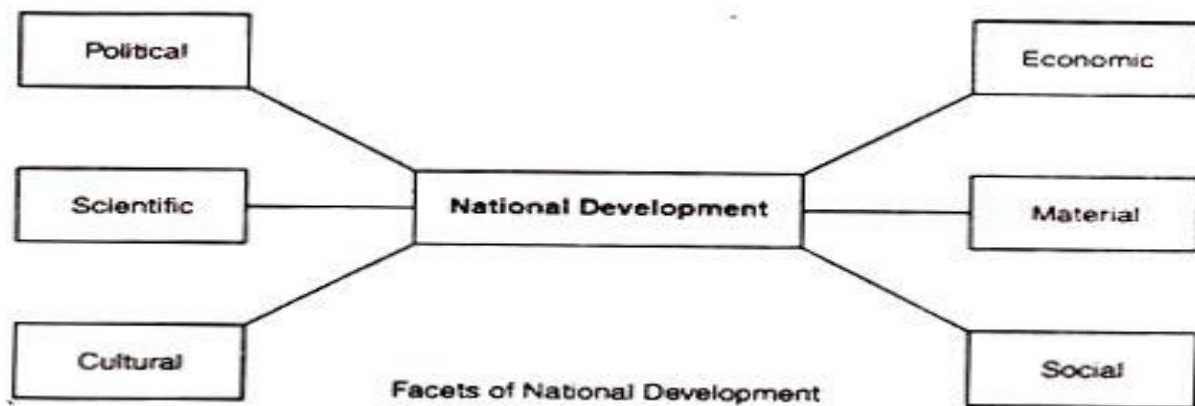 Political
Economic
Scientific
National Development
Material
Cultural
Social
Facets of National Development